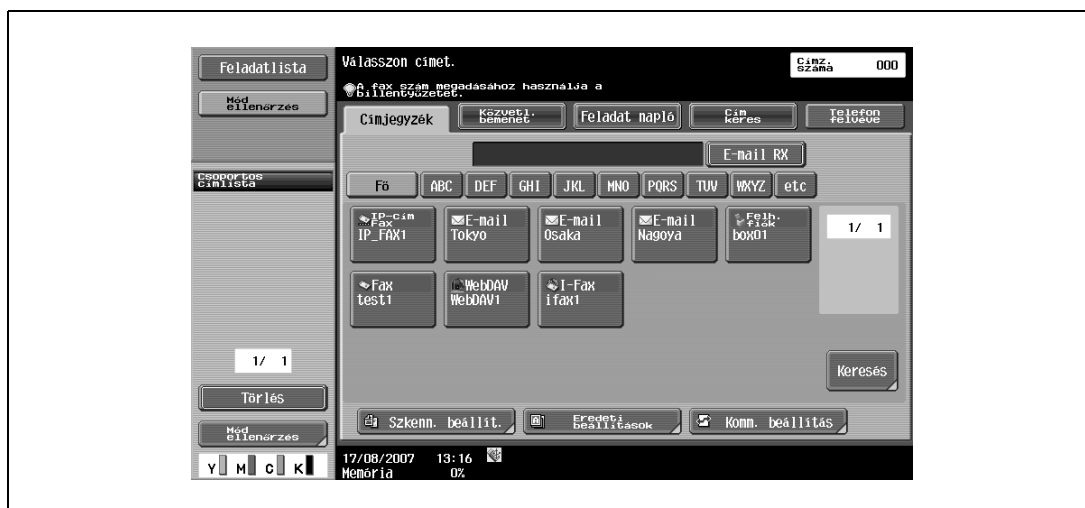 Feladatlista
Mód
ellenőrzés
Csoportos
címlista
1/ 1
Törlés
Mód
ellenőrzés
Y M C K
Válasszon címet.
A fax szám megadásához használja a
billentyűzetet.
Címz.
száma 000
Címjegyzék
Közvetl.
bemenet
Feladat napló
Cím
keres
Telefon
felvéve
E-mail RX
Fő ABC DEF GHI JKL MNO PQRS TUV WXYZ etc
IP-cím
Fax
IP_FAX1
E-mail
Tokyo
E-mail
Osaka
E-mail
Nagoya
Felh.
fiók
box01
1/ 1
Fax
test1
WebDAV
WebDAV1
I-Fax
ifax1
Keresés
Szkenn. beállít.
Eredeti
beállítások
Komm. beállítás
17/08/2007 13:16
Memória 0%